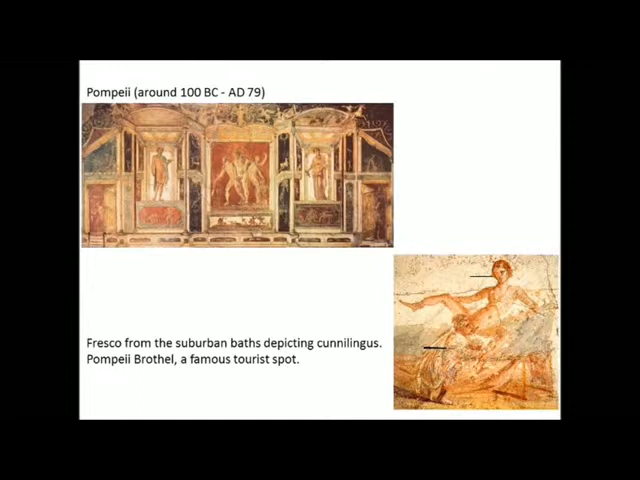 Pompeii (around 100 BC - AD 79)
Fresco from the suburban baths depicting cunnilingus.
Pompeii Brothel, a famous tourist spot.